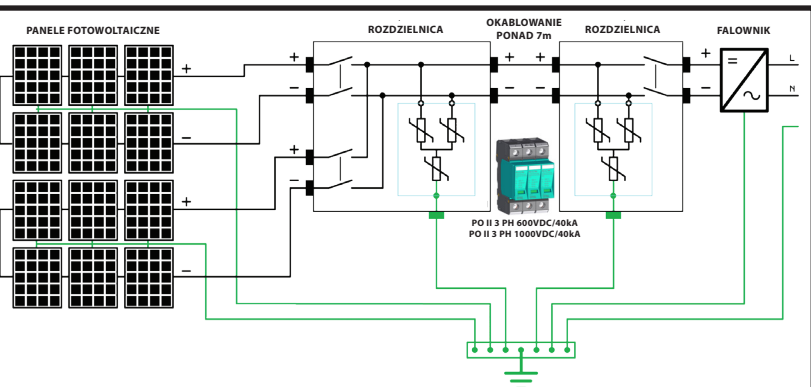 PANELE FOTOWOLTAICZNE
ROZDZIELNICA
OKABLOWANIE
PONAD 7m
ROZDZIELNICA
FALOWNIK
+
+
+
+
+
L
−
−
−
−
−
N
=
~
+
+
−
−
+
−
PO II 3 PH 600VDC/40kA
PO II 3 PH 1000VDC/40kA